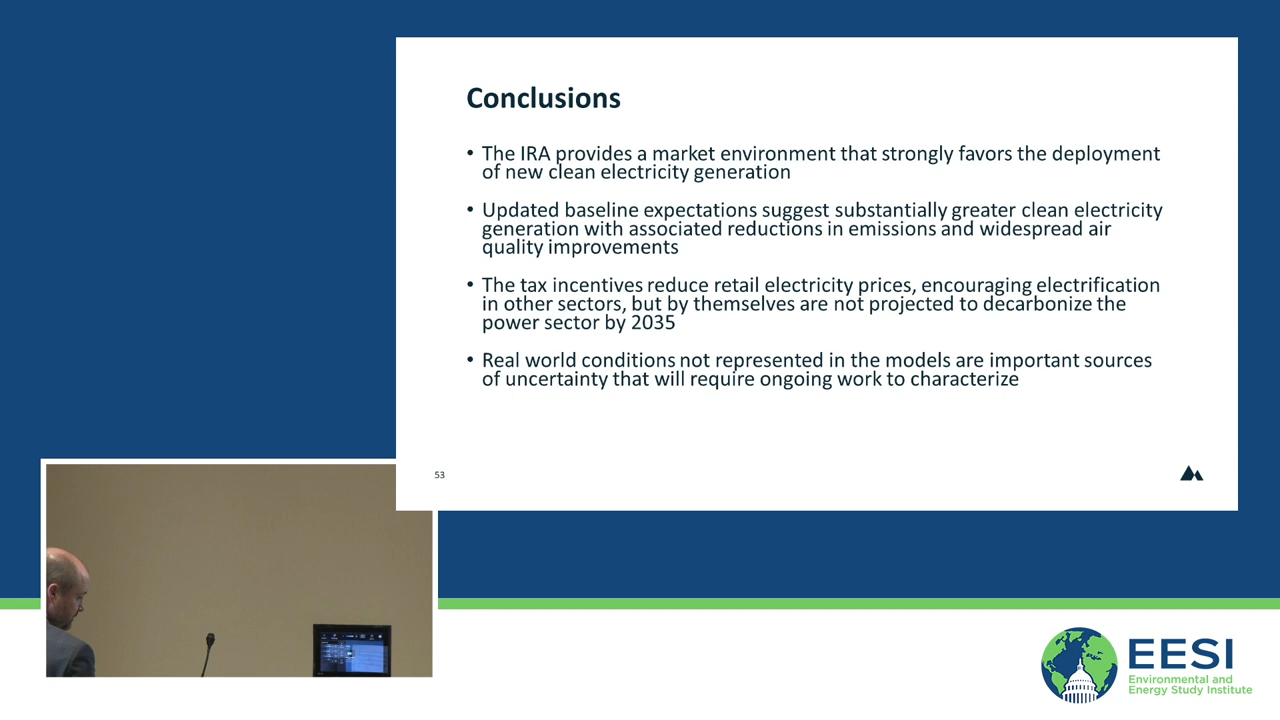 Conclusions
• The IRA provides a market environment that strongly favors the deployment
of new clean electricity generation
• Updated baseline expectations suggest substantially greater clean electricity
generation with associated reductions in emissions and widespread air
quality improvements
• The tax incentives reduce retail electricity prices, encouraging electrification
in other sectors, but by themselves are not projected to decarbonize the
power sector by 2035
• Real world conditions not represented in the models are important sources
of uncertainty that will require ongoing work to characterize
53
EESI
Environmental and
Energy Study Institute